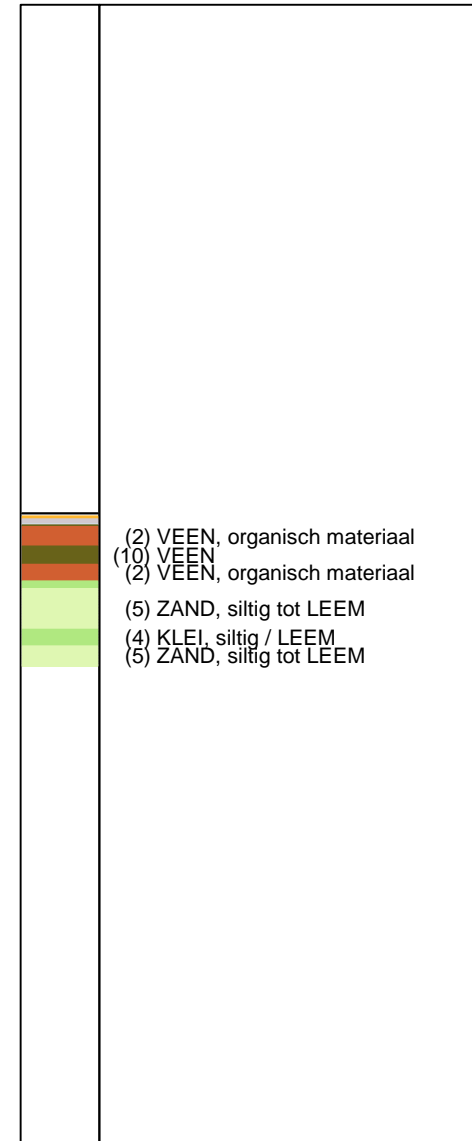 (2) VEEN, organisch materiaal
(10) VEEN
(2) VEEN, organisch materiaal
(5) ZAND, siltig tot LEEM
(4) KLEI, siltig / LEEM
(5) ZAND, siltig tot LEEM